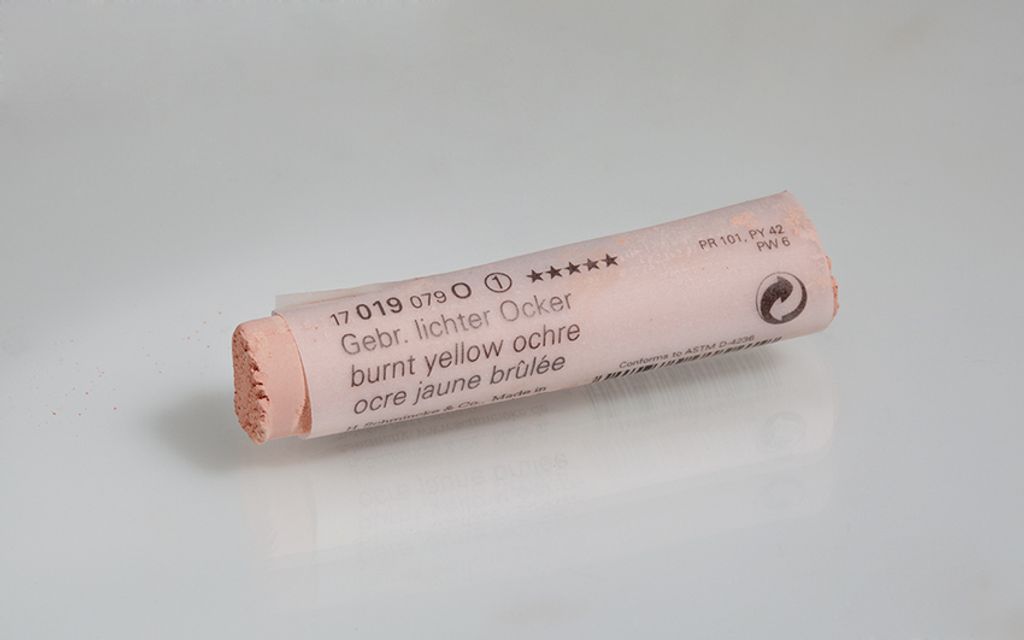 17 019 079 O 1 ★★★★★
Gebr. lichter Ocker
burnt yellow ochre
ocre jaune brûlée
H. Schmincke & Co., Made in
PR 101, PY 42
PW 6
Conforms to ASTM D-4236